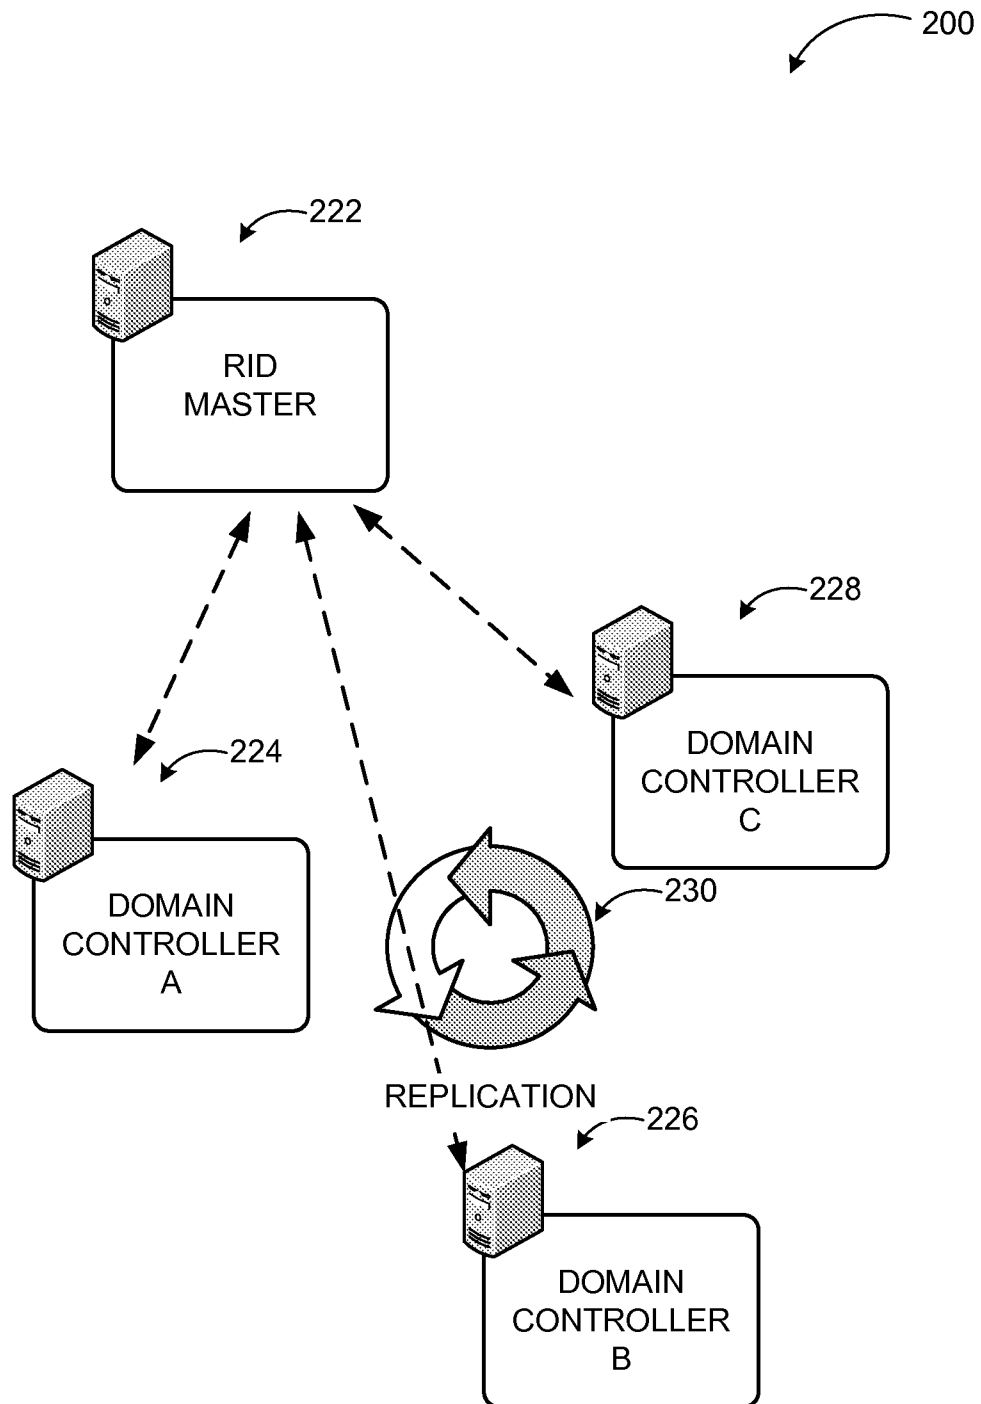 200
222
RID
MASTER
228
DOMAIN
CONTROLLER
C
224
DOMAIN
CONTROLLER
A
230
REPLICATION
226
DOMAIN
CONTROLLER
B